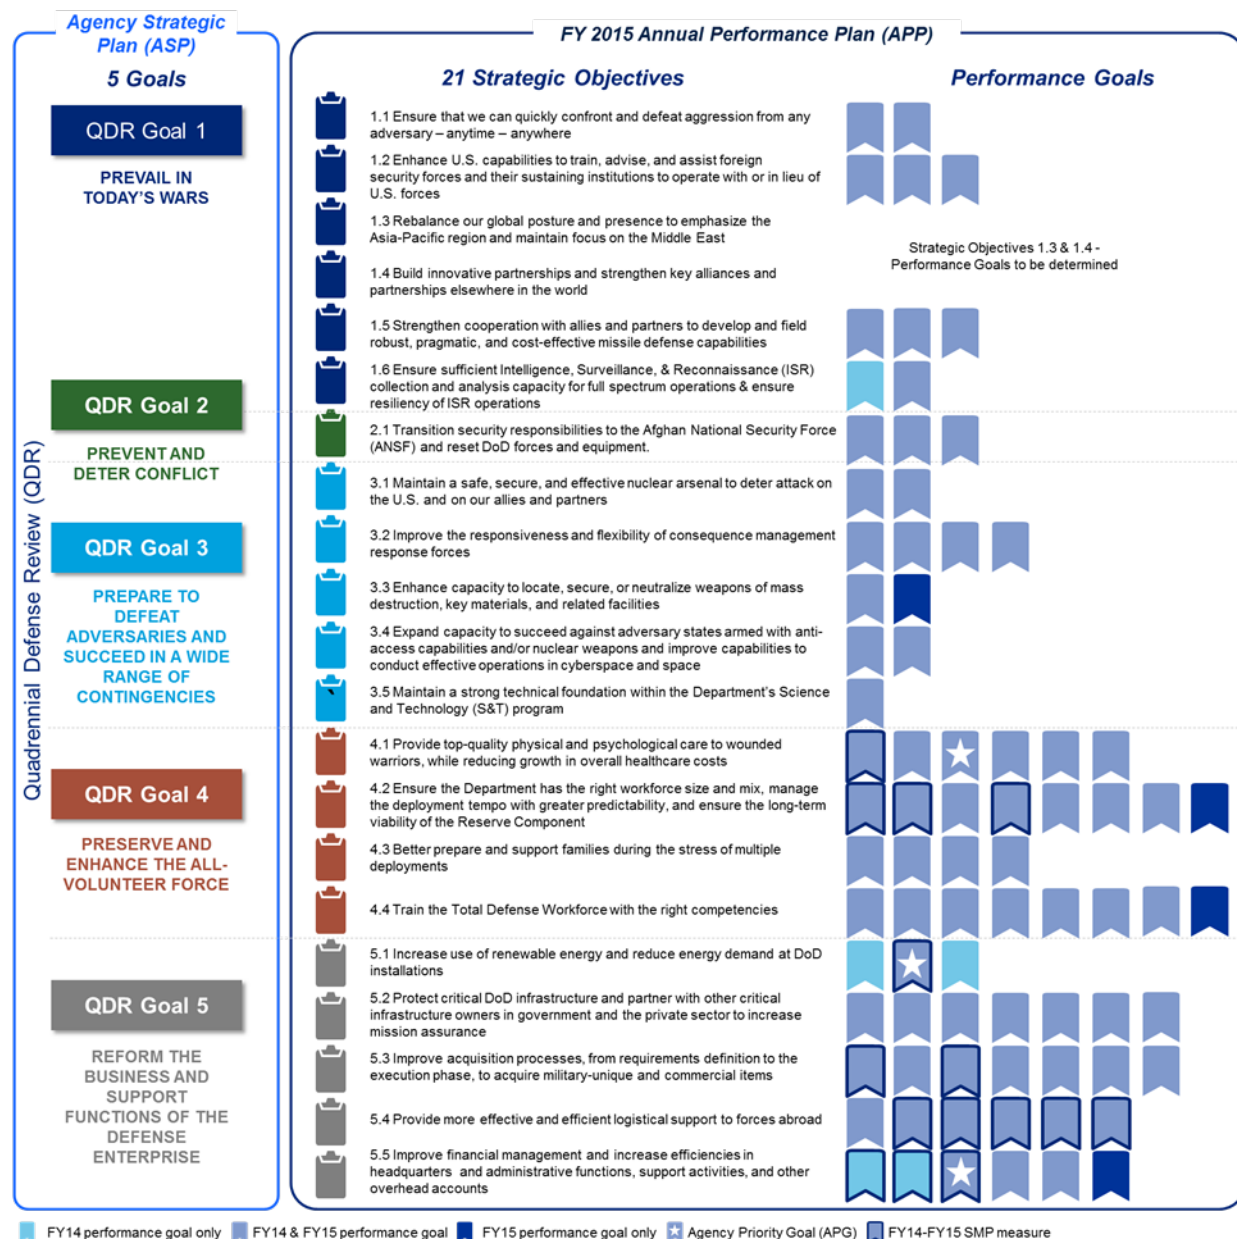 Agency Strategic
Plan (ASP)
5 Goals
Quadrennial Defense Review (QDR)
QDR Goal 1
PREVAIL IN
TODAY'S WARS
QDR Goal 2
PREVENT AND
DETER CONFLICT
QDR Goal 3
PREPARE TO
DEFEAT
ADVERSARIES AND
SUCCEED IN A WIDE
RANGE OF
CONTINGENCIES
QDR Goal 4
PRESERVE AND
ENHANCE THE ALL-
VOLUNTEER FORCE
QDR Goal 5
REFORM THE
BUSINESS AND
SUPPORT
FUNCTIONS OF THE
DEFENSE
ENTERPRISE
FY 2015 Annual Performance Plan (APP)
21 Strategic Objectives
Performance Goals
1.1 Ensure that we can quickly confront and defeat aggression from any
adversary – anytime – anywhere
1.2 Enhance U.S. capabilities to train, advise, and assist foreign
security forces and their sustaining institutions to operate with or in lieu of
U.S. forces
1.3 Rebalance our global posture and presence to emphasize the
Asia-Pacific region and maintain focus on the Middle East
Strategic Objectives 1.3 & 1.4 -
Performance Goals to be determined
1.4 Build innovative partnerships and strengthen key alliances and
partnerships elsewhere in the world
1.5 Strengthen cooperation with allies and partners to develop and field
robust, pragmatic, and cost-effective missile defense capabilities
1.6 Ensure sufficient Intelligence, Surveillance, & Reconnaissance (ISR)
collection and analysis capacity for full spectrum operations & ensure
resiliency of ISR operations
2.1 Transition security responsibilities to the Afghan National Security Force
(ANSF) and reset DoD forces and equipment.
3.1 Maintain a safe, secure, and effective nuclear arsenal to deter attack on
the U.S. and on our allies and partners
3.2 Improve the responsiveness and flexibility of consequence management
response forces
3.3 Enhance capacity to locate, secure, or neutralize weapons of mass
destruction, key materials, and related facilities
3.4 Expand capacity to succeed against adversary states armed with anti-
access capabilities and/or nuclear weapons and improve capabilities to
conduct effective operations in cyberspace and space
3.5 Maintain a strong technical foundation within the Department's Science
and Technology (S&T) program
4.1 Provide top-quality physical and psychological care to wounded
warriors, while reducing growth in overall healthcare costs
4.2 Ensure the Department has the right workforce size and mix, manage
the deployment tempo with greater predictability, and ensure the long-term
viability of the Reserve Component
4.3 Better prepare and support families during the stress of multiple
deployments
4.4 Train the Total Defense Workforce with the right competencies
5.1 Increase use of renewable energy and reduce energy demand at DoD
installations
5.2 Protect critical DoD infrastructure and partner with other critical
infrastructure owners in government and the private sector to increase
mission assurance
5.3 Improve acquisition processes, from requirements definition to the
execution phase, to acquire military-unique and commercial items
5.4 Provide more effective and efficient logistical support to forces abroad
5.5 Improve financial management and increase efficiencies in
headquarters and administrative functions, support activities, and other
overhead accounts
FY14 performance goal only
FY14 & FY15 performance goal
FY15 performance goal only
Agency Priority Goal (APG)
FY14-FY15 SMP measure